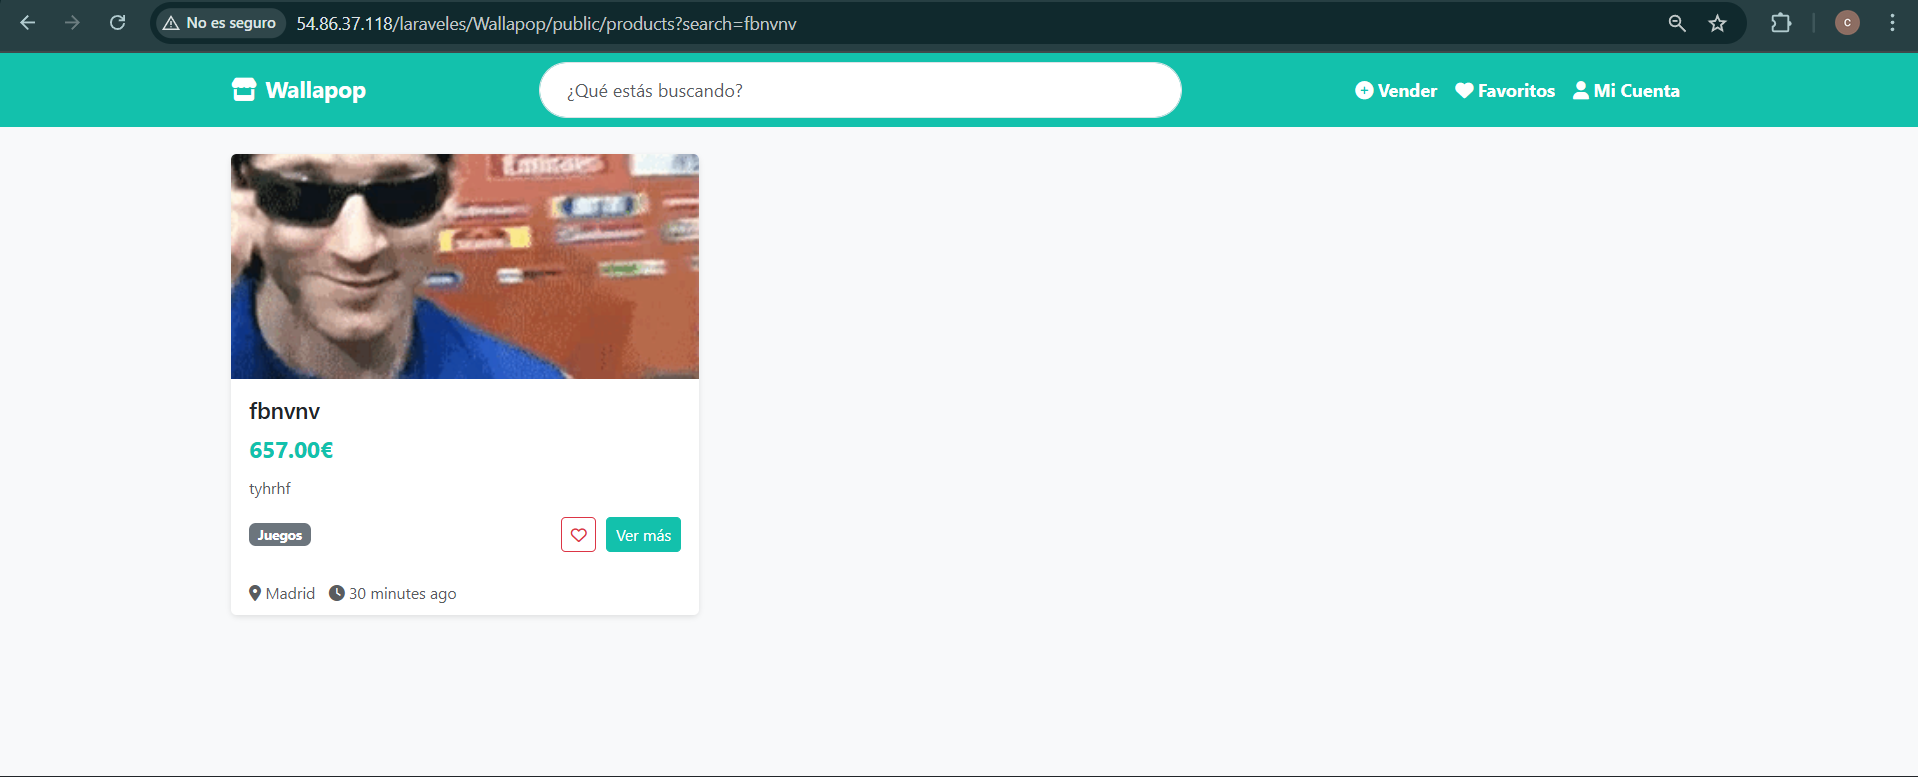 No es seguro
54.86.37.118/laraveles/Wallapop/public/products?search=fbnvnv
C
Wallapop
¿Qué estás buscando?
Vender
Favoritos
Mi Cuenta
Emirates
fbnvnv
657.00€
tyhrhf
Juegos
Ver más
Madrid
30 minutes ago